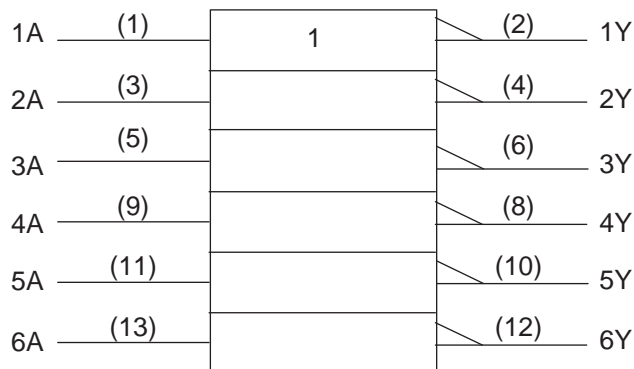 1A (1) 1 (2) 1Y
2A (3) (4) 2Y
3A (5) (6) 3Y
4A (9) (8) 4Y
5A (11) (10) 5Y
6A (13) (12) 6Y